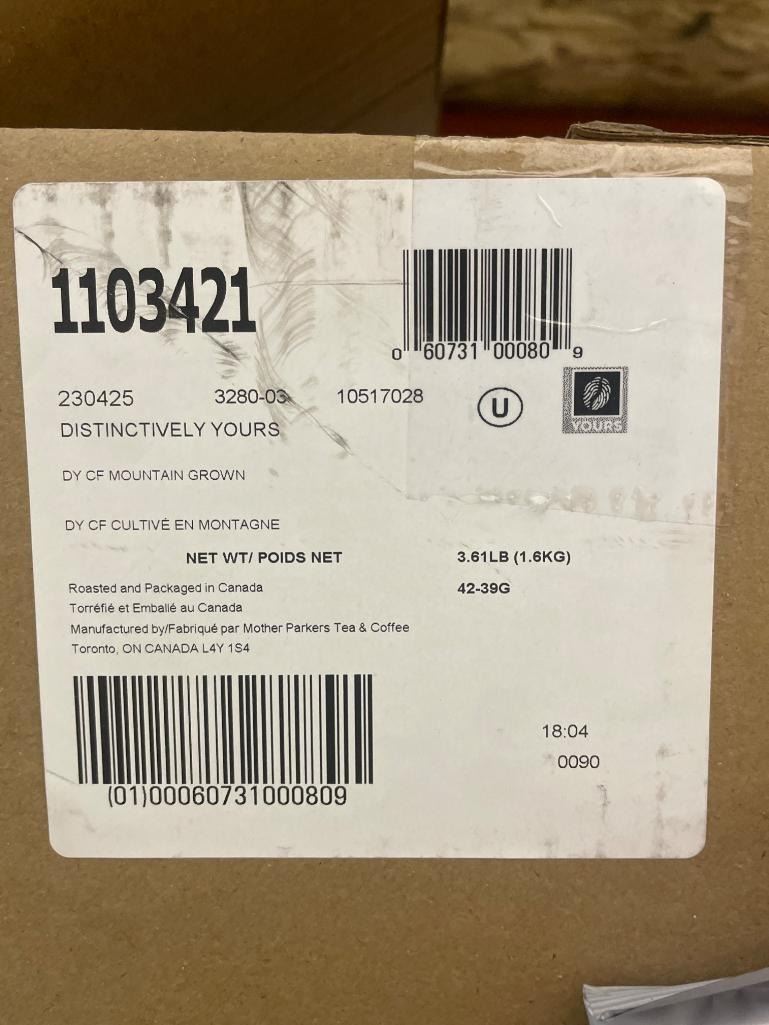 1103421
0 60731 00080 9
230425 3280-03 10517028
U
YOURS
DISTINCTIVELY YOURS
DY CF MOUNTAIN GROWN
DY CF CULTIVÉ EN MONTAGNE
NET WT/ POIDS NET 3.61LB (1.6KG)
Roasted and Packaged in Canada 42-39G
Torréfié et Emballé au Canada
Manufactured by/Fabriqué par Mother Parkers Tea & Coffee
Toronto, ON CANADA L4Y 1S4
18:04
0090
(01)00060731000809